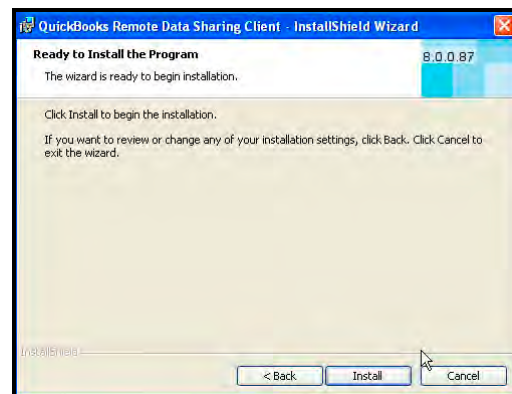 QuickBooks Remote Data Sharing Client - InstallShield Wizard
Ready to Install the Program
8.0.0.87
The wizard is ready to begin installation.
Click Install to begin the installation.
If you want to review or change any of your installation settings, click Back. Click Cancel to
exit the wizard.
InstallShield
< Back
Install
Cancel